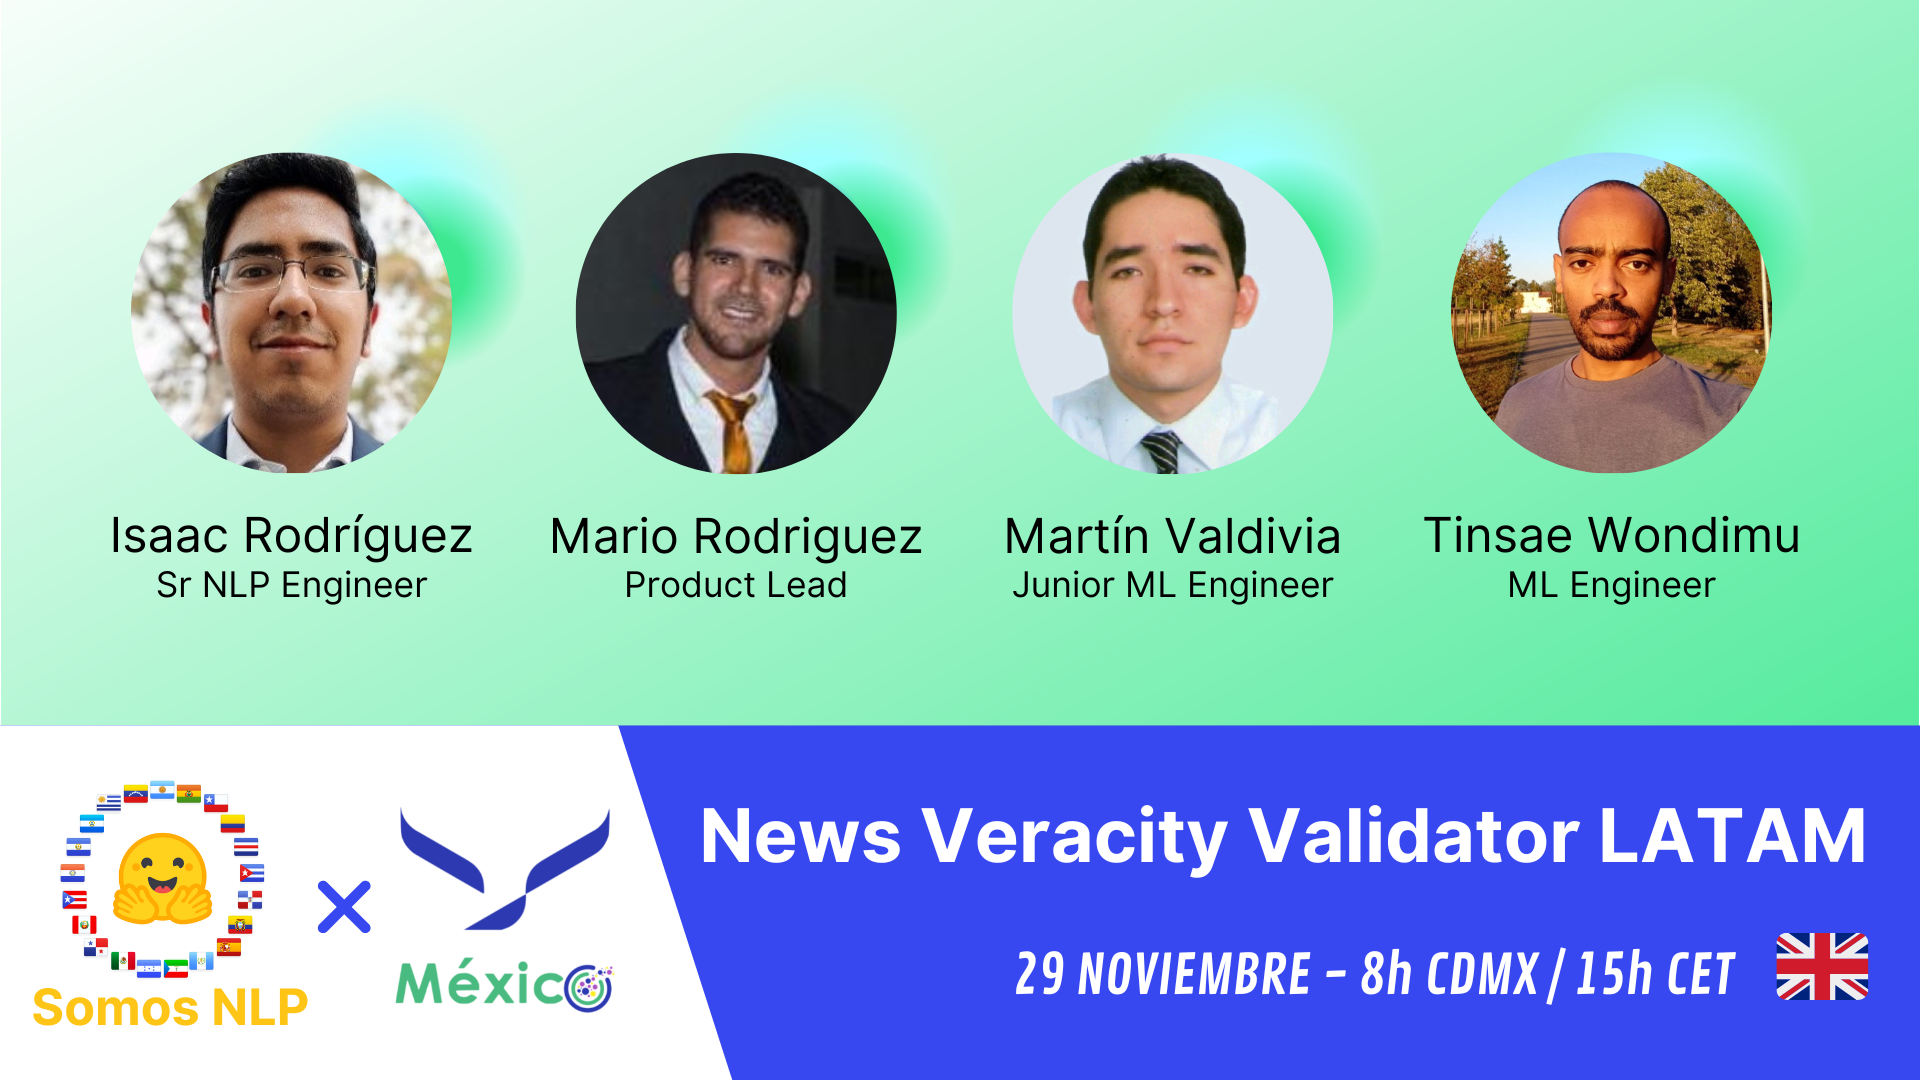 Isaac Rodríguez
Sr NLP Engineer
Mario Rodriguez
Product Lead
Martín Valdivia
Junior ML Engineer
Tinsae Wondimu
ML Engineer
Somos NLP
México
News Veracity Validator LATAM
29 NOVIEMBRE – 8h CDMX / 15h CET